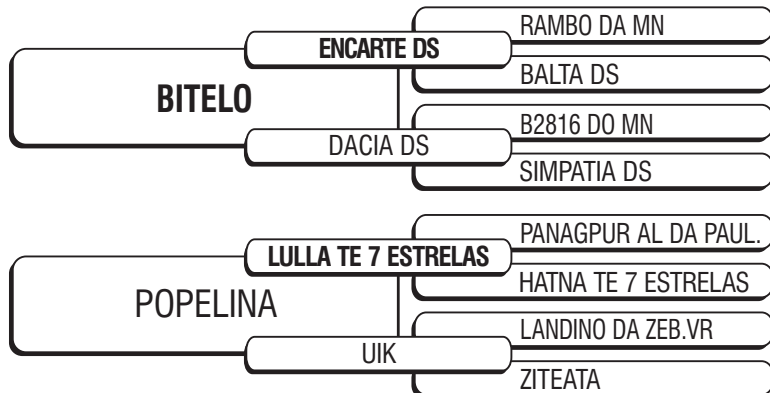 RAMBO DA MN
ENCARTE DS
BALTA DS
BITELO
B2816 DO MN
DACIA DS
SIMPATIA DS
PANAGPUR AL DA PAUL.
LULLA TE 7 ESTRELAS
HATNA TE 7 ESTRELAS
POPELINA
LANDINO DA ZEB.VR
UIK
ZITEATA